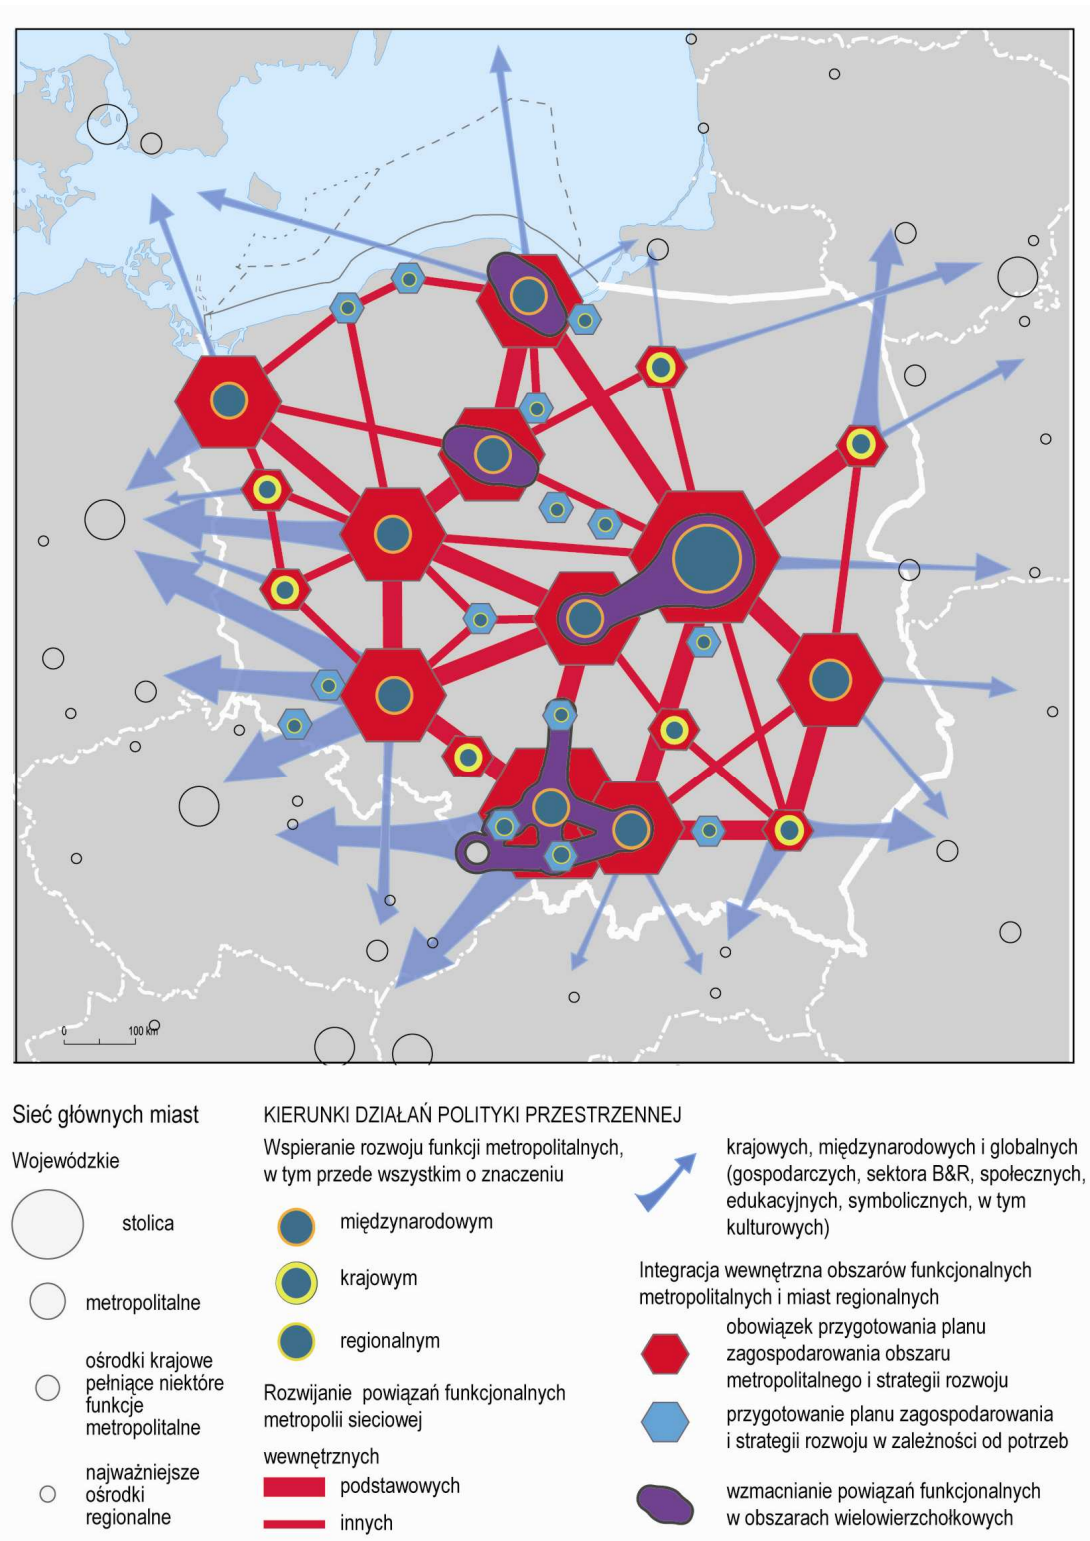 0 100 km
Sieć głównych miast
Wojewódzkie
stolica
metropolitalne
ośrodki krajowe
pełniące niektóre
funkcje
metropolitalne
najważniejsze
ośrodki
regionalne
KIERUNKI DZIAŁAŃ POLITYKI PRZESTRZENNEJ
Wspieranie rozwoju funkcji metropolitalnych,
w tym przede wszystkim o znaczeniu
międzynarodowym
krajowym
regionalnym
Rozwijanie powiązań funkcjonalnych
metropolii sieciowej
wewnętrznych
podstawowych
innych
krajowych, międzynarodowych i globalnych
(gospodarczych, sektora B&R, społecznych,
edukacyjnych, symbolicznych, w tym
kulturowych)
Integracja wewnętrzna obszarów funkcjonalnych
metropolitalnych i miast regionalnych
obowiązek przygotowania planu
zagospodarowania obszaru
metropolitalnego i strategii rozwoju
przygotowanie planu zagospodarowania
i strategii rozwoju w zależności od potrzeb
wzmacnianie powiązań funkcjonalnych
w obszarach wielowierzchołkowych